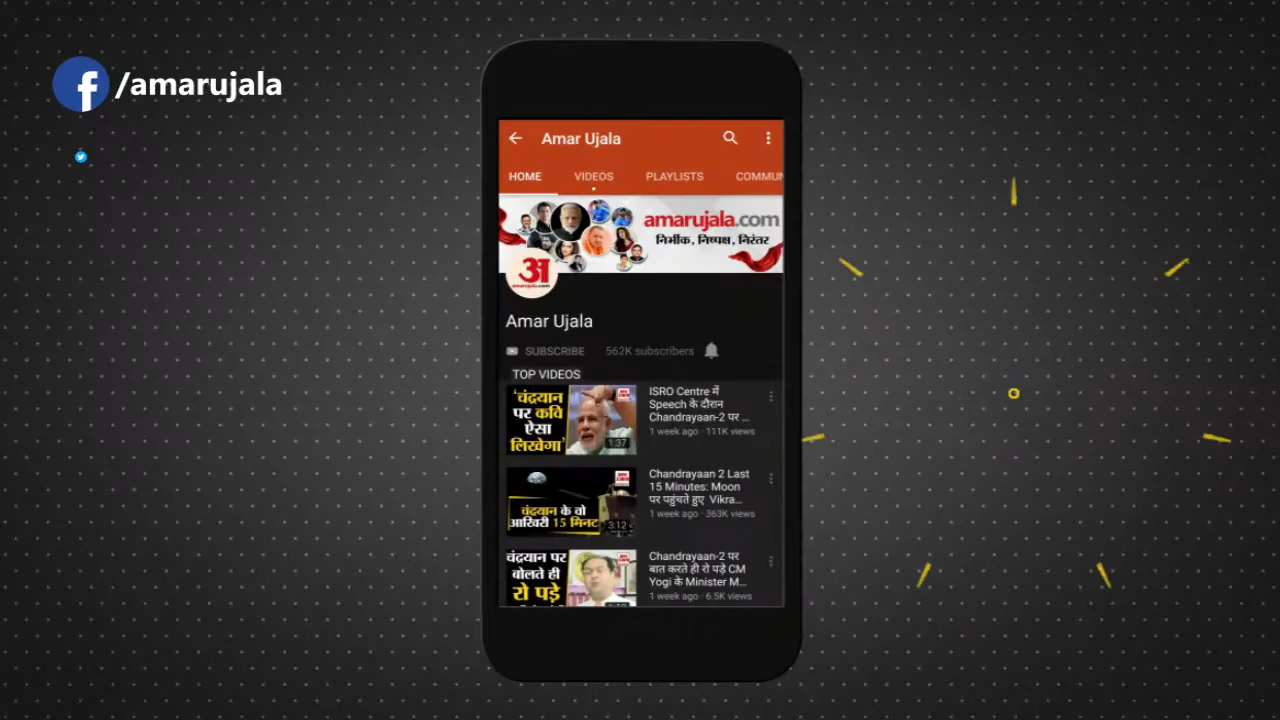 f /amarujala
Amar Ujala
HOME VIDEOS PLAYLISTS COMMUN
amarujala.com
निर्भीक, निष्पक्ष, निरंतर
अ
amarujala.com
Amar Ujala
SUBSCRIBE 562K subscribers
TOP VIDEOS
'चंद्रयान
पर कवि
ऐसा
लिखेगा'
1:37
ISRO Centre में
Speech के दौरान
Chandrayaan-2 पर ...
1 week ago · 111K views
चंद्रयान के वो
आखिरी 15 मिनट
3:12
Chandrayaan 2 Last
15 Minutes: Moon
पर पहुंचते हुए Vikra...
1 week ago · 363K views
चंद्रयान पर
बोलते ही
रो पड़े
Chandrayaan-2 पर
बात करते ही रो पड़े CM
Yogi के Minister M...
1 week ago · 6.5K views